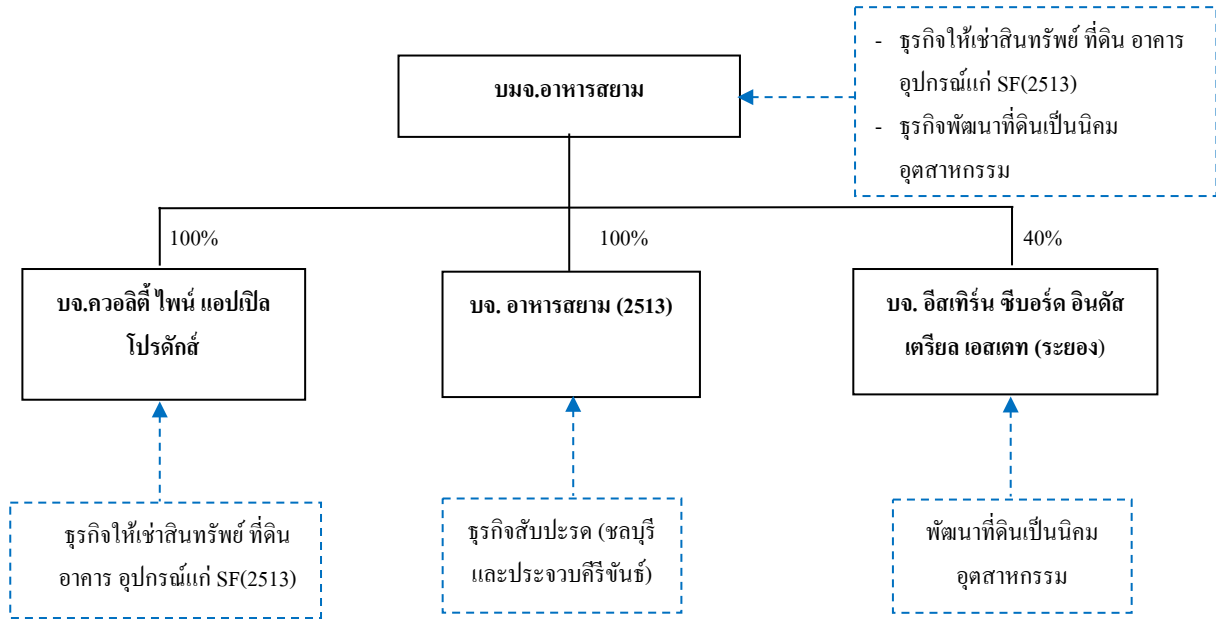 - ธุรกิจให้เช่าสินทรัพย์ ที่ดิน อาคาร
อุปกรณ์แก่ SF(2513)
- ธุรกิจพัฒนาที่ดินเป็นนิคม
อุตสาหกรรม
บมจ.อาหารสยาม
100%
100%
40%
บจ.ควอลิตี้ ไพน์ แอปเปิล
โปรดักส์
บจ. อาหารสยาม (2513)
บจ. อีสเทิร์น ซีบอร์ด อินดัส
เตรียล เอสเตท (ระยอง)
ธุรกิจให้เช่าสินทรัพย์ ที่ดิน
อาคาร อุปกรณ์แก่ SF(2513)
ธุรกิจสับปะรด (ชลบุรี
และประจวบคีรีขันธ์)
พัฒนาที่ดินเป็นนิคม
อุตสาหกรรม